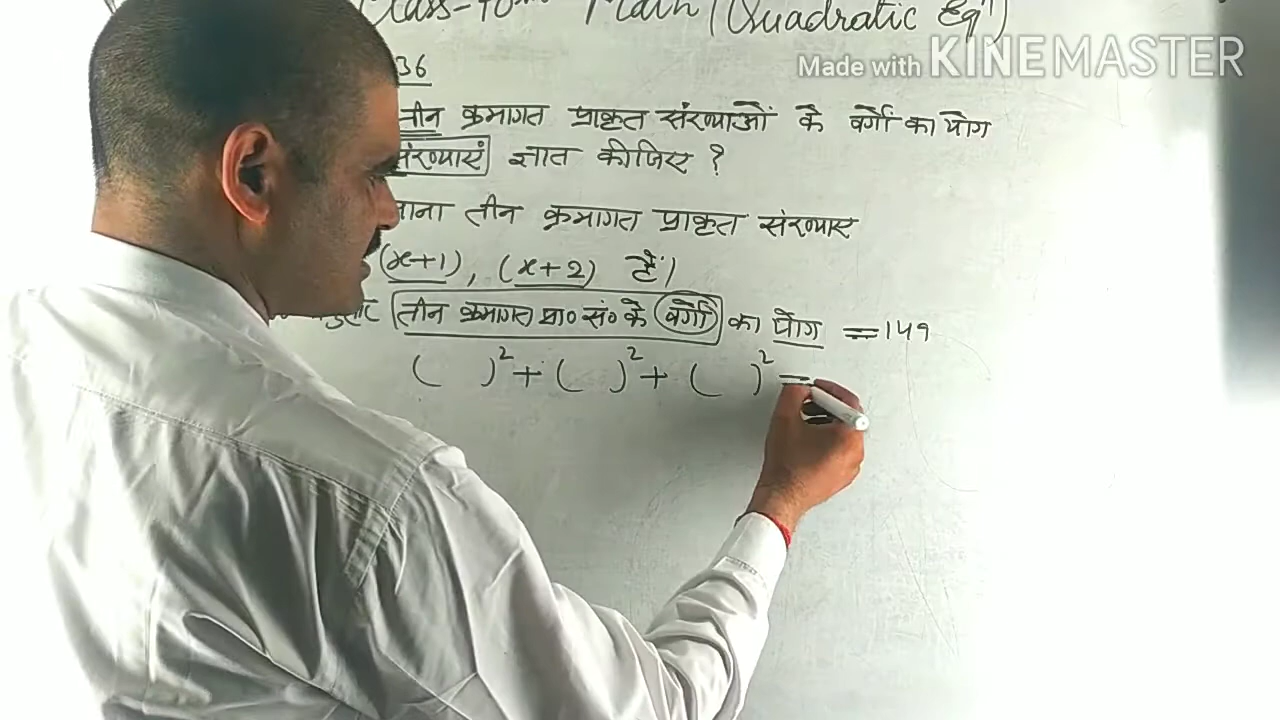 Class-10th Math (Quadratic Eqn)
Made with KINEMASTER
36
तीन क्रमागत प्राकृत संख्याओं के वर्गों का योग
संख्याएं ज्ञात कीजिए ?
माना तीन क्रमागत प्राकृत संख्याए
(x+1), (x+2) हैं।
तीन क्रमागत प्रा० सं० के वर्गों का योग = 149
( )² + ( )² + ( )² =